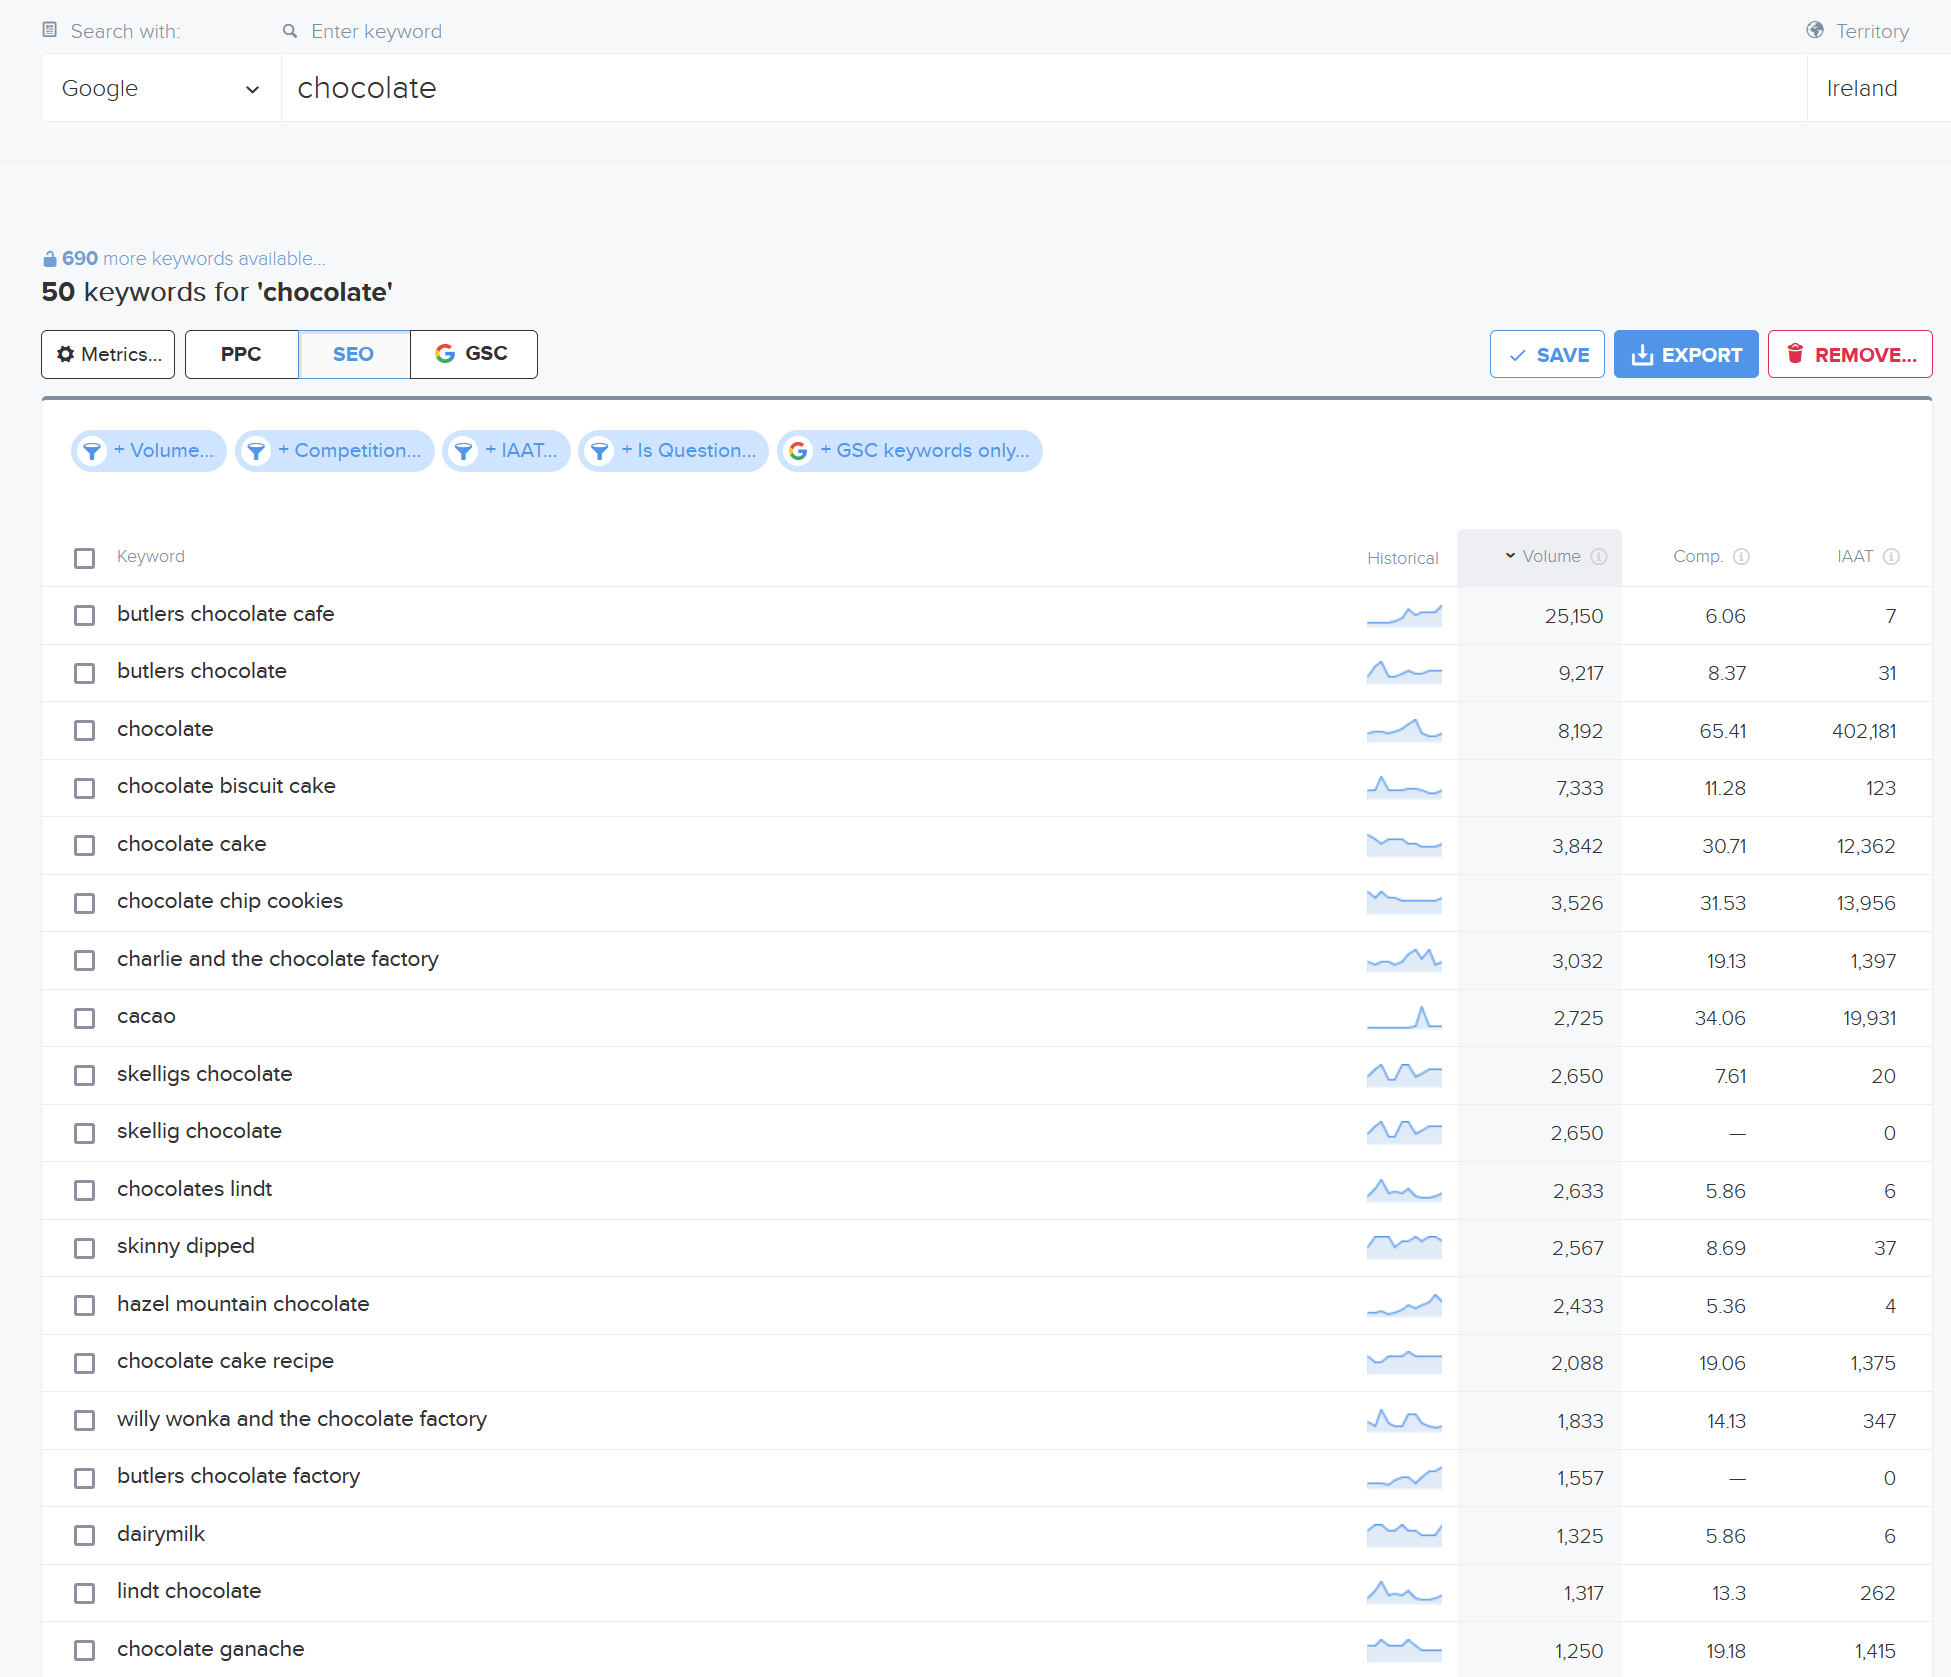 Search with: Enter keyword Territory
Google chocolate Ireland
690 more keywords available...
50 keywords for 'chocolate'
Metrics... PPC SEO GSC SAVE EXPORT REMOVE...
+ Volume... + Competition... + IAAT... + Is Question... + GSC keywords only...
Keyword Historical Volume Comp. IAAT
butlers chocolate cafe 25,150 6.06 7
butlers chocolate 9,217 8.37 31
chocolate 8,192 65.41 402,181
chocolate biscuit cake 7,333 11.28 123
chocolate cake 3,842 30.71 12,362
chocolate chip cookies 3,526 31.53 13,956
charlie and the chocolate factory 3,032 19.13 1,397
cacao 2,725 34.06 19,931
skelligs chocolate 2,650 7.61 20
skellig chocolate 2,650 — 0
chocolates lindt 2,633 5.86 6
skinny dipped 2,567 8.69 37
hazel mountain chocolate 2,433 5.36 4
chocolate cake recipe 2,088 19.06 1,375
willy wonka and the chocolate factory 1,833 14.13 347
butlers chocolate factory 1,557 — 0
dairymilk 1,325 5.86 6
lindt chocolate 1,317 13.3 262
chocolate ganache 1,250 19.18 1,415